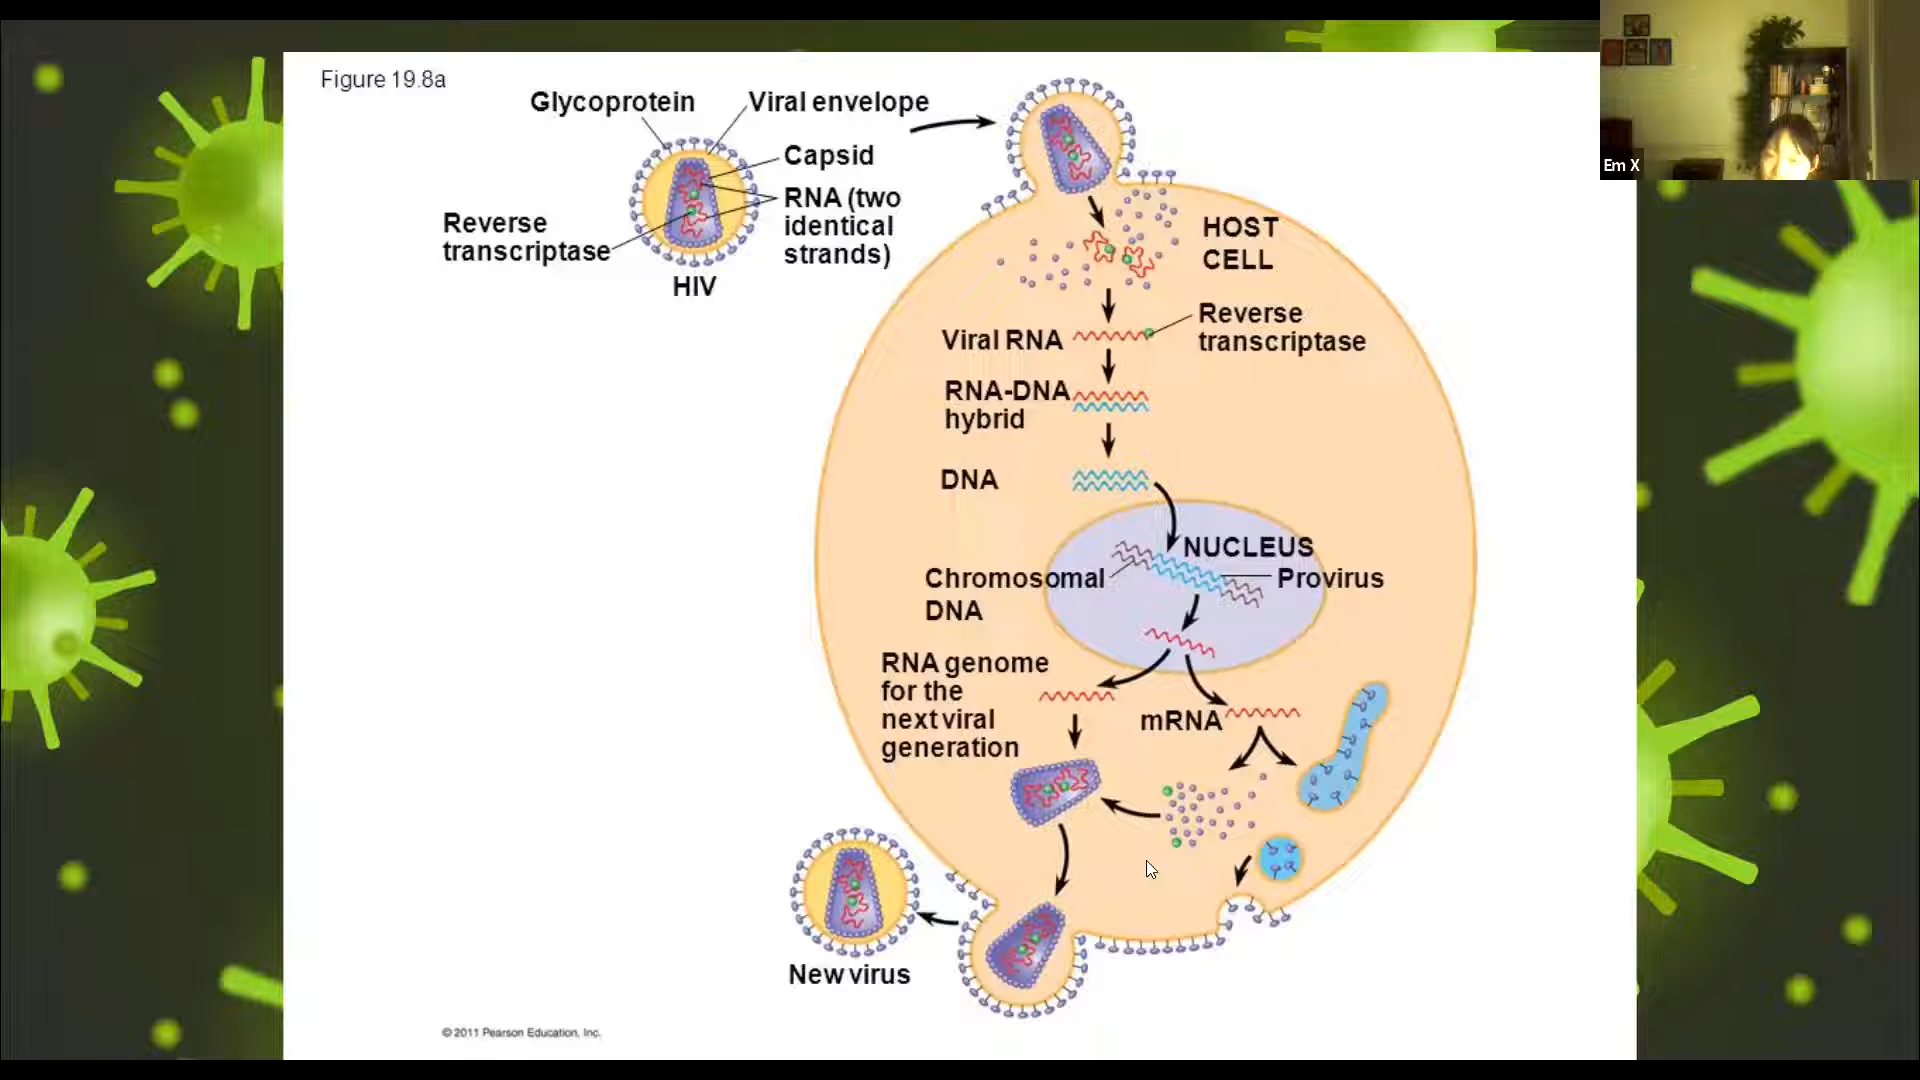 Figure 19.8a
Glycoprotein
Viral envelope
Capsid
RNA (two
identical
strands)
Reverse
transcriptase
HIV
HOST
CELL
Viral RNA
Reverse
transcriptase
RNA-DNA
hybrid
DNA
NUCLEUS
Chromosomal
DNA
Provirus
RNA genome
for the
next viral
generation
mRNA
New virus
© 2011 Pearson Education, Inc.
Em X